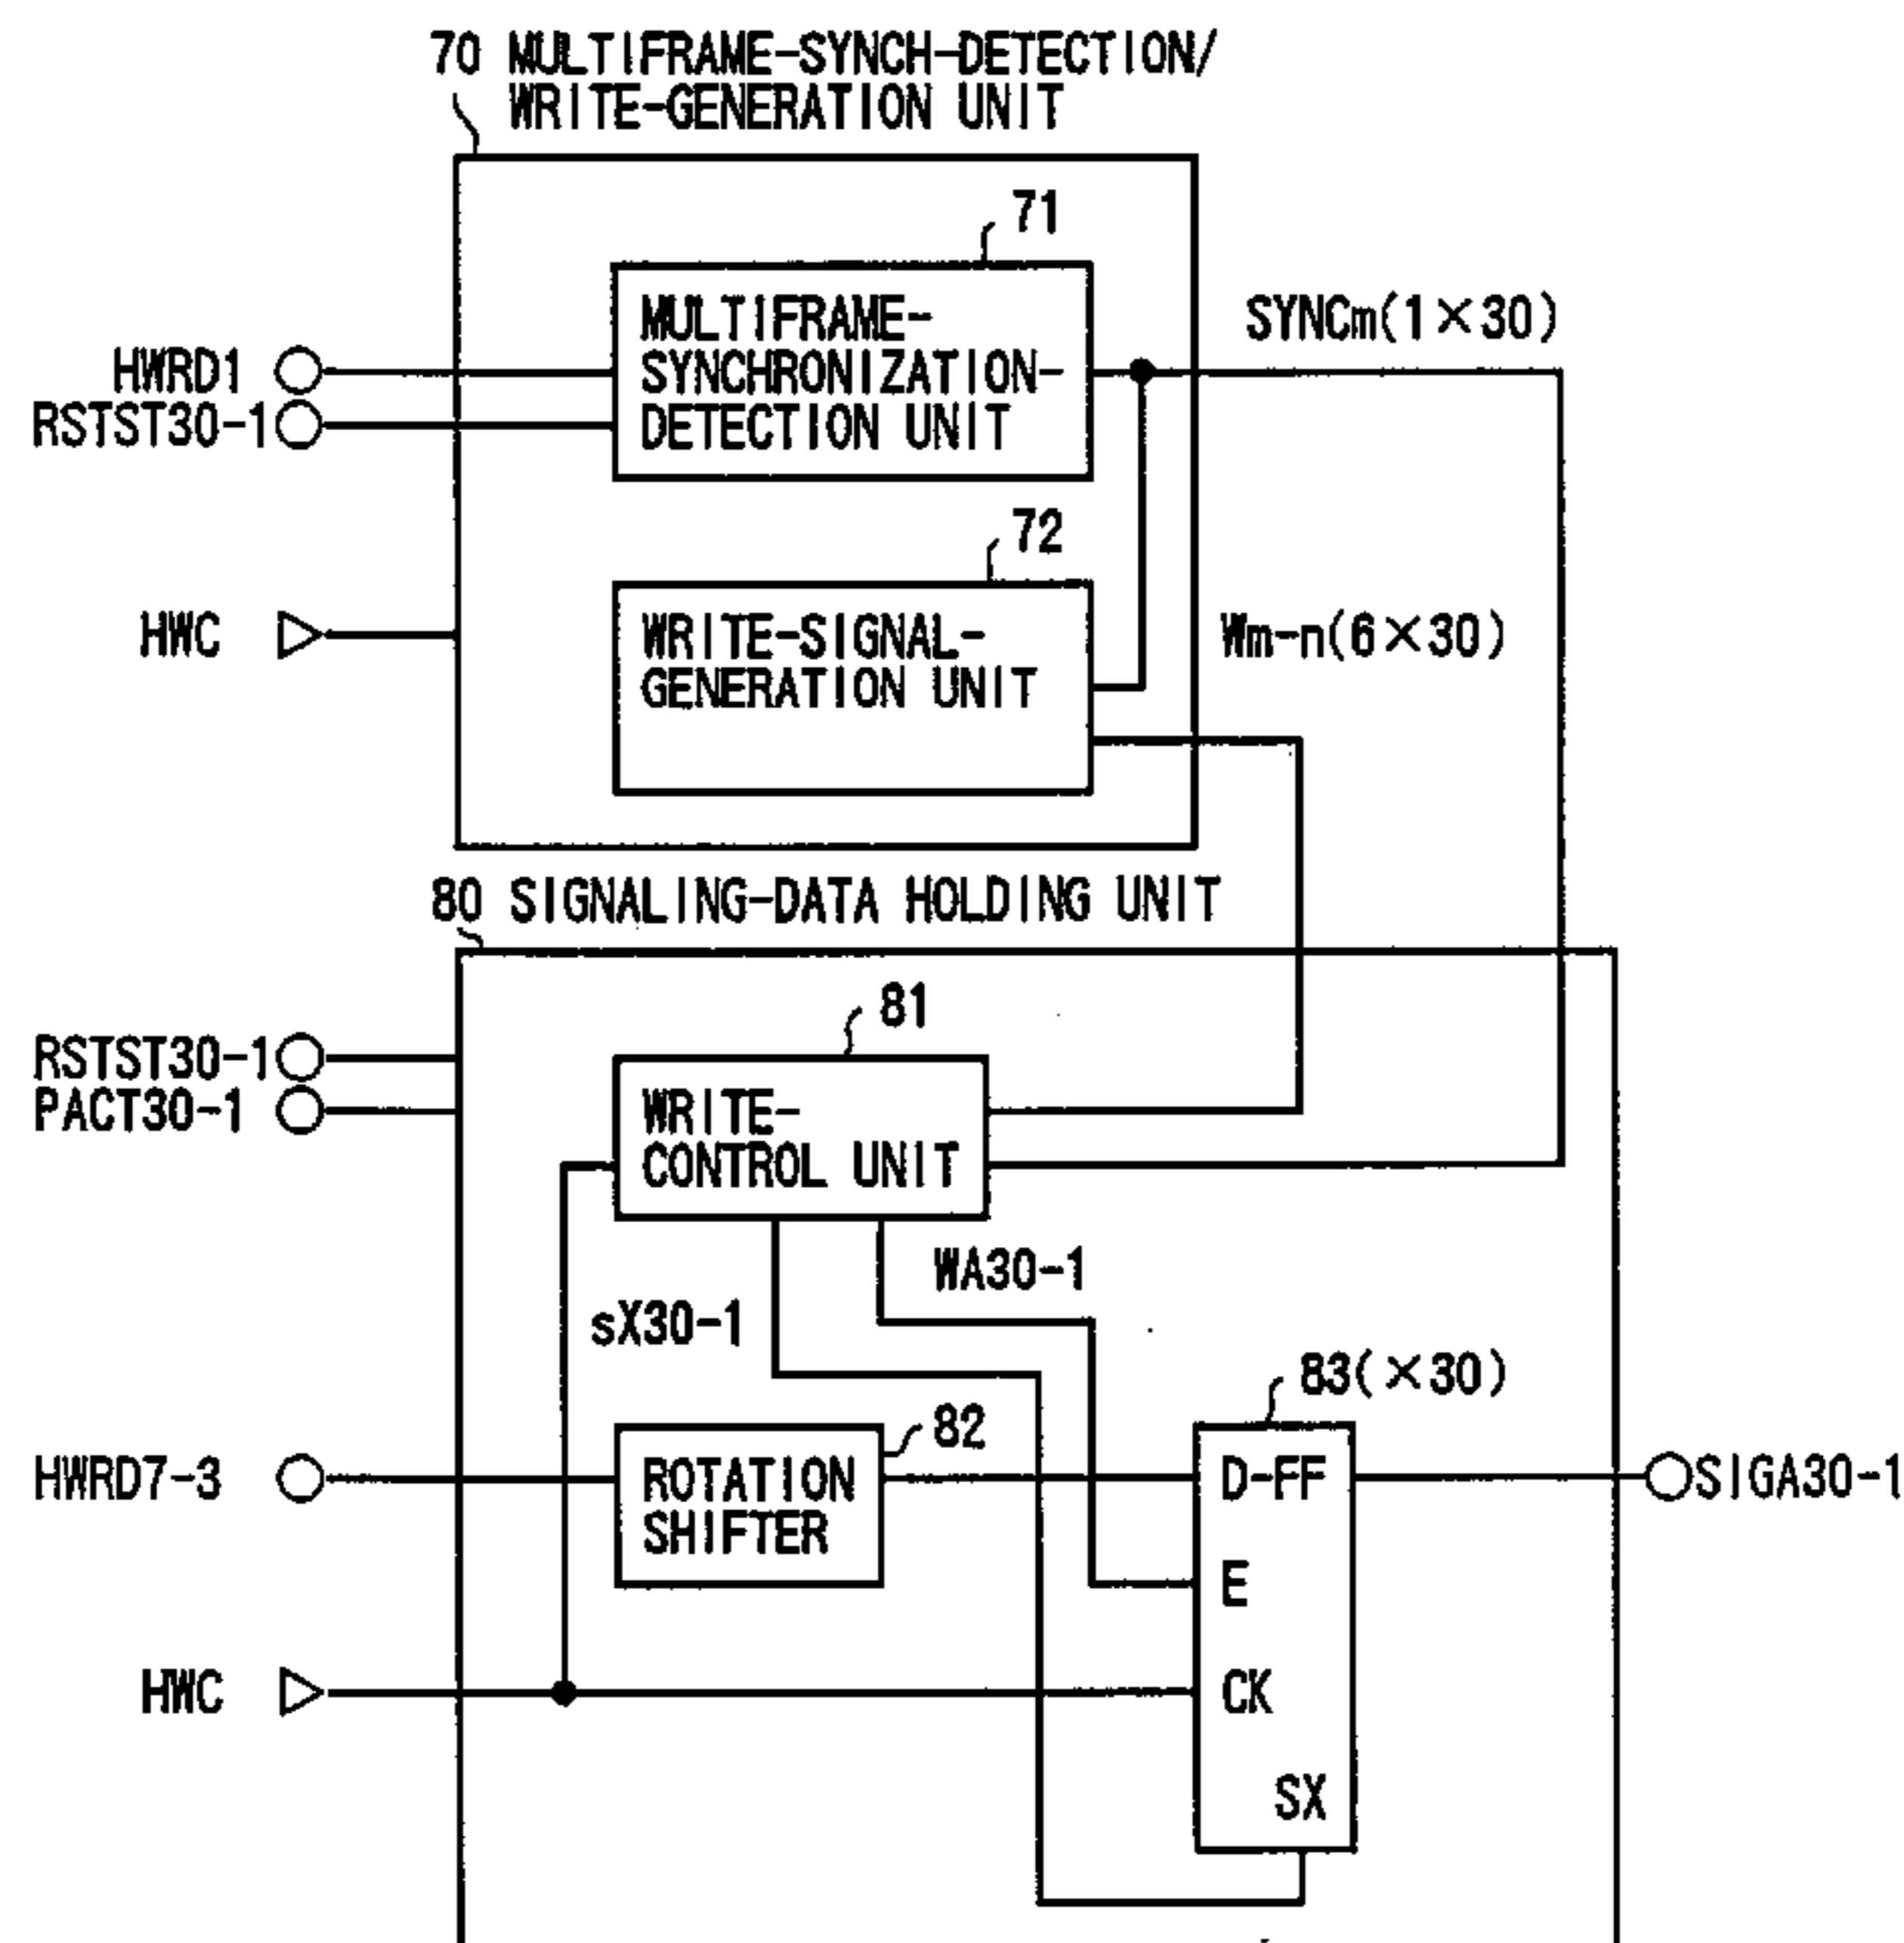 70 MULTIFRAME-SYNCH-DETECTION/
WRITE-GENERATION UNIT
71
MULTIFRAME-
SYNCHRONIZATION-
DETECTION UNIT
SYNCm(1×30)
HWRD1
RSTST30-1
72
HWC
WRITE-SIGNAL-
GENERATION UNIT
Wm-n(6×30)
80 SIGNALING-DATA HOLDING UNIT
81
RSTST30-1
PACT30-1
WRITE-
CONTROL UNIT
WA30-1
sX30-1
83(×30)
82
HWRD7-3
ROTATION
SHIFTER
D-FF
SIGA30-1
E
HWC
CK
SX